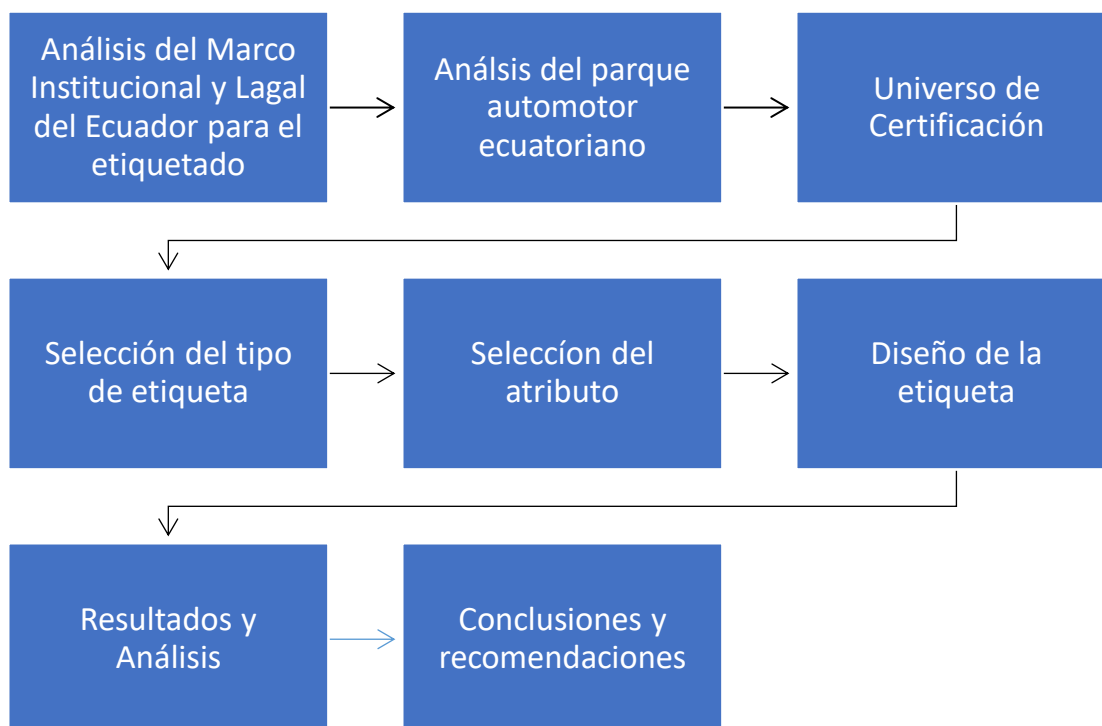 Análisis del Marco
Institucional y Lagal
del Ecuador para el
etiquetado
Análsis del parque
automotor
ecuatoriano
Universo de
Certificación
Selección del tipo
de etiqueta
Seleccíon del
atributo
Diseño de la
etiqueta
Resultados y
Análisis
Conclusiones y
recomendaciones